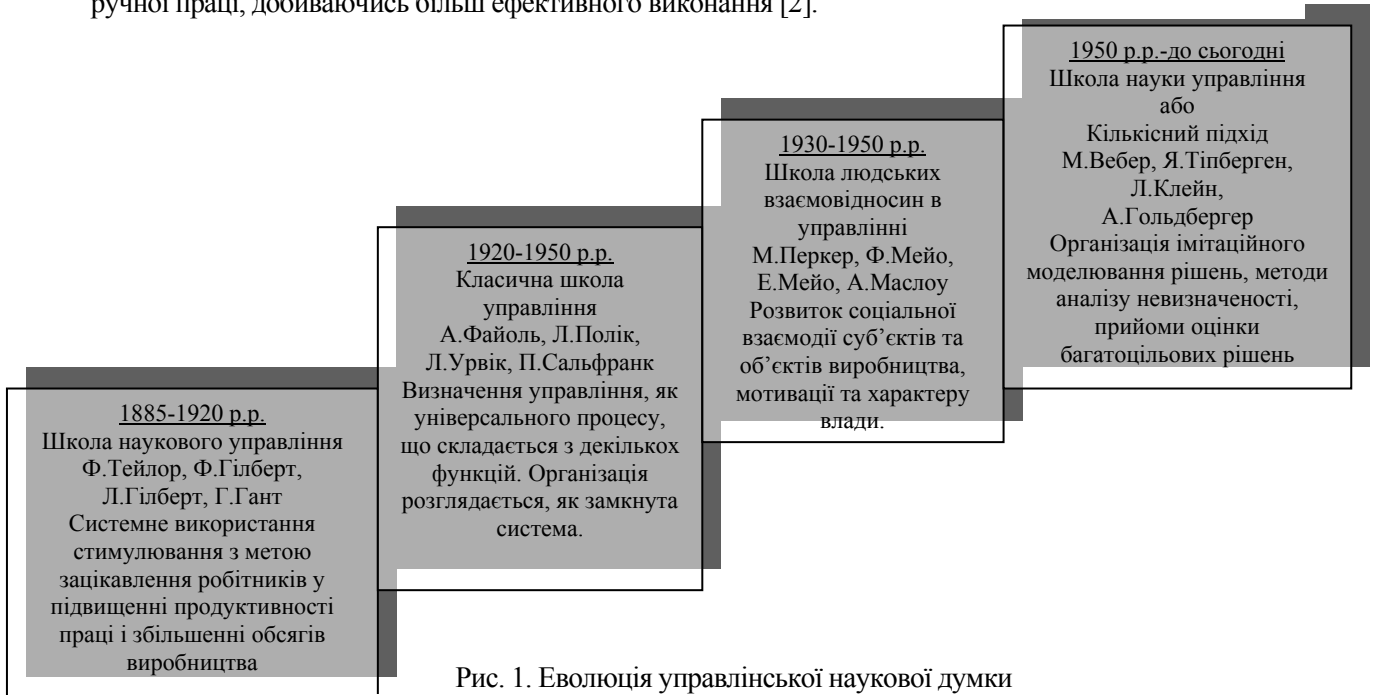 ручної праці, добиваючись більш ефективного виконання [2].
1885-1920 р.р.
Школа наукового управління
Ф.Тейлор, Ф.Гілберт,
Л.Гілберт, Г.Гант
Системне використання
стимулювання з метою
зацікавлення робітників у
підвищенні продуктивності
праці і збільшенні обсягів
виробництва
1920-1950 р.р.
Класична школа
управління
А.Файоль, Л.Полік,
Л.Урвік, П.Сальфранк
Визначення управління, як
універсального процесу,
що складається з декількох
функцій. Організація
розглядається, як замкнута
система.
1930-1950 р.р.
Школа людських
взаємовідносин в
управлінні
М.Перкер, Ф.Мейо,
Е.Мейо, А.Маслоу
Розвиток соціальної
взаємодії суб’єктів та
об’єктів виробництва,
мотивації та характеру
влади.
1950 р.р.-до сьогодні
Школа науки управління
або
Кількісний підхід
М.Вебер, Я.Тіпберген,
Л.Клейн,
А.Гольдбергер
Організація імітаційного
моделювання рішень, методи
аналізу невизначеності,
прийоми оцінки
багатоцільових рішень
Рис. 1. Еволюція управлінської наукової думки